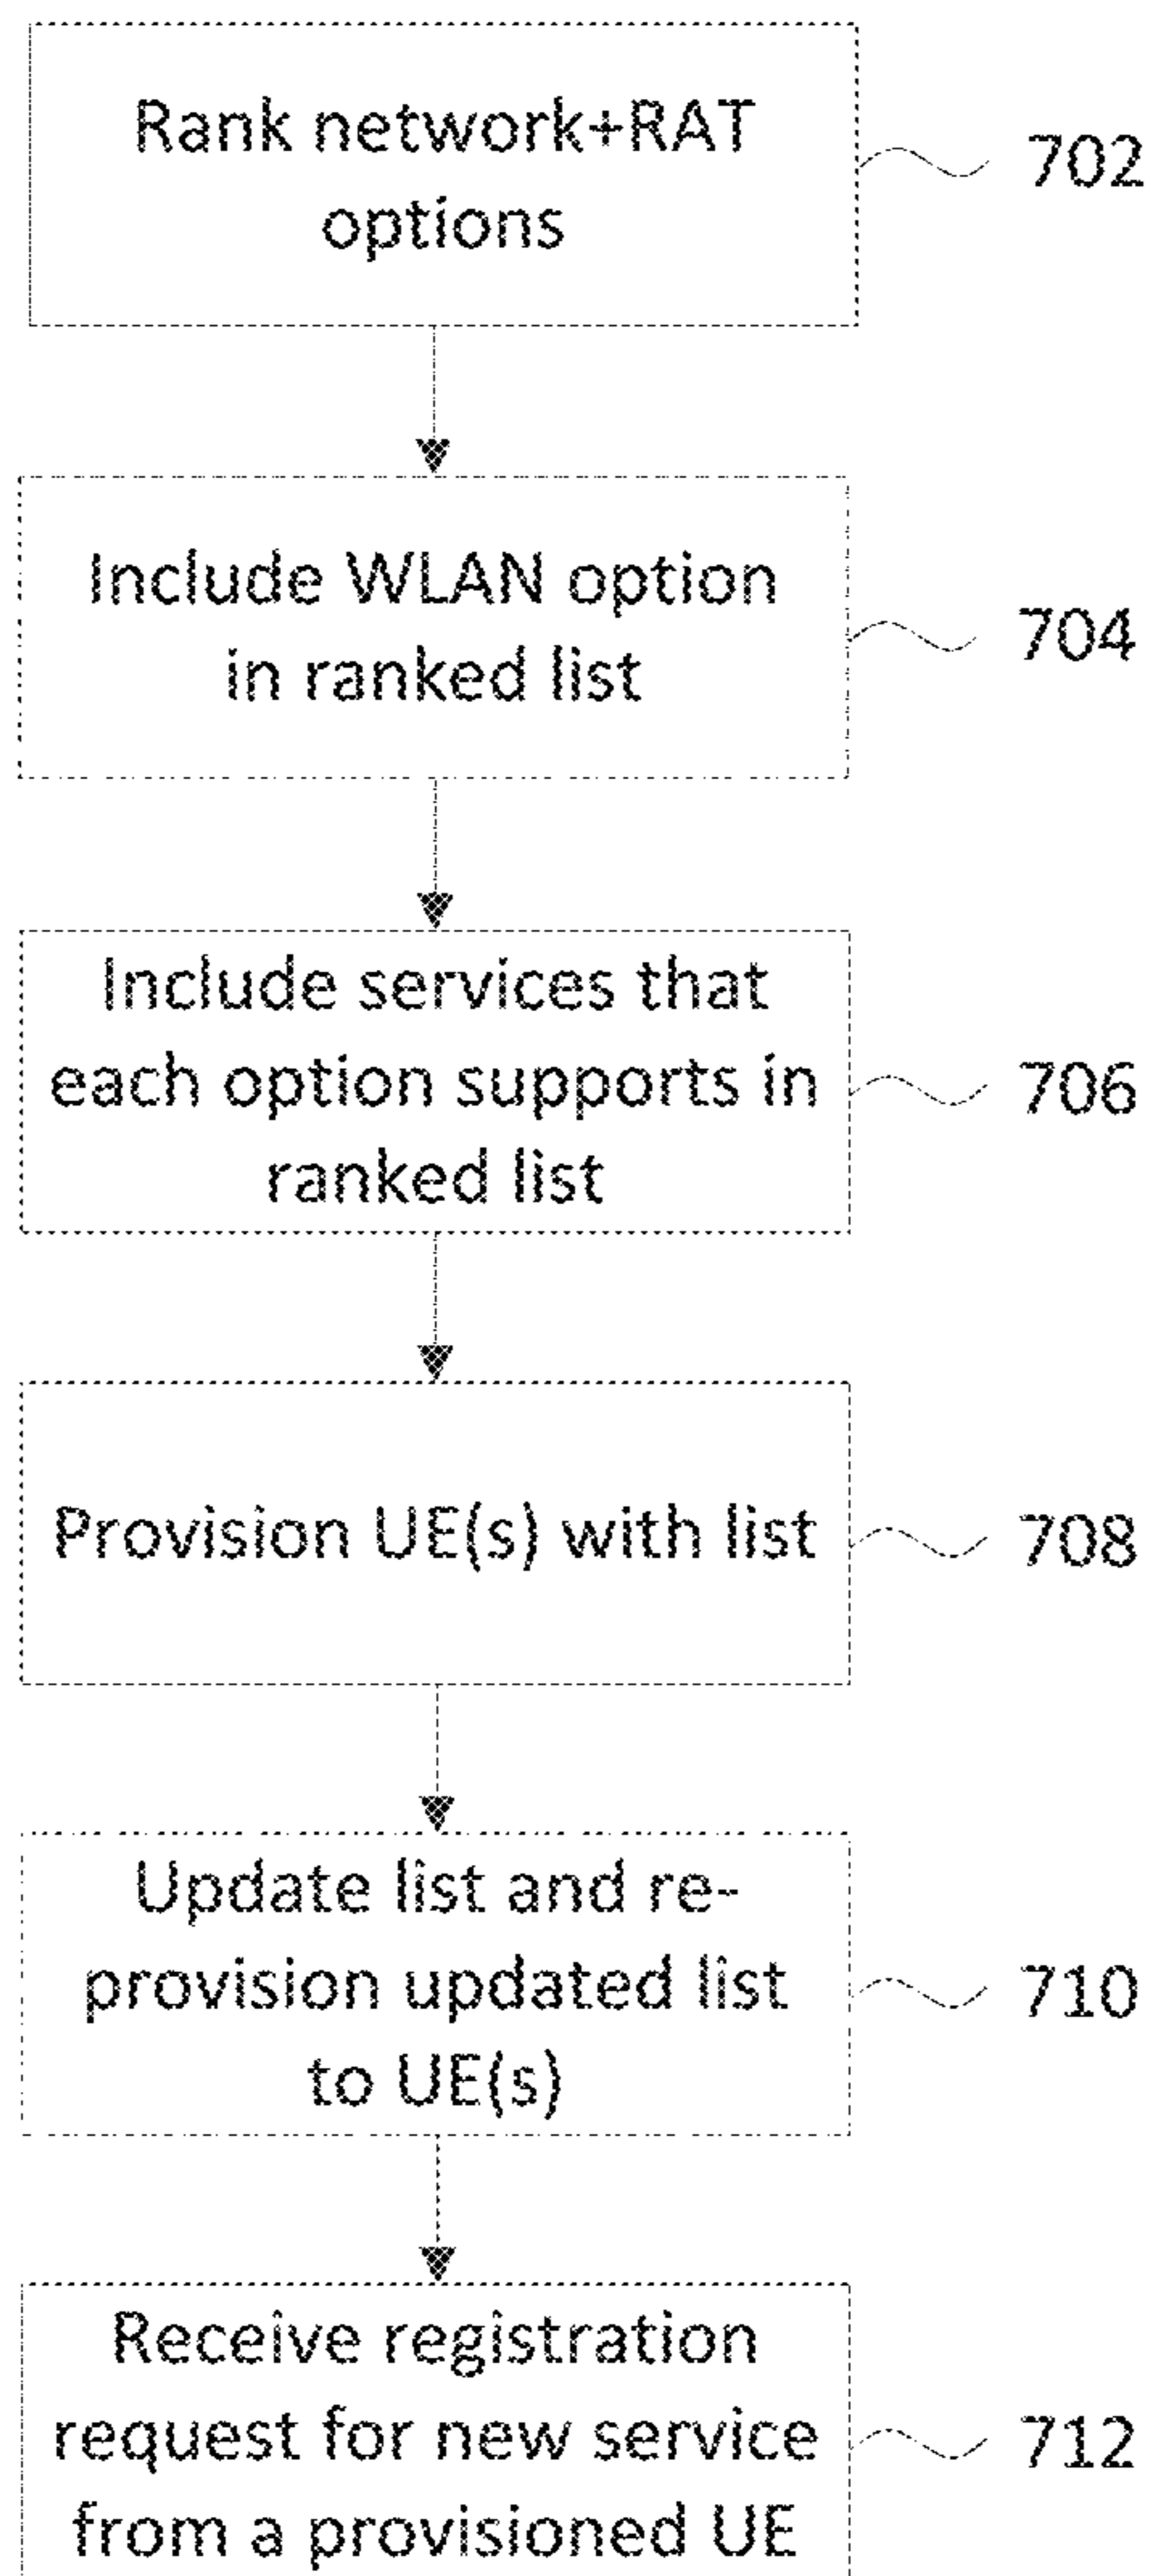 Rank network+RAT
options
702
Include WLAN option
in ranked list
704
Include services that
each option supports in
ranked list
706
Provision UE(s) with list
708
Update list and re-
provision updated list
to UE(s)
710
Receive registration
request for new service
from a provisioned UE
712